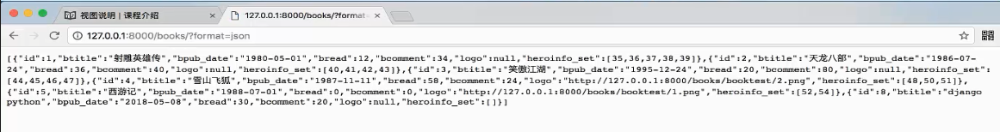 视图说明 | 课程介绍
127.0.0.1:8000/books/?format=
127.0.0.1:8000/books/?format=json
[{"id":1,"btitle":"射雕英雄传","bpub_date":"1980-05-01","bread":12,"bcomment":34,"logo":null,"heroinfo_set":[35,36,37,38,39]},{"id":2,"btitle":"天龙八部","bpub_date":"1986-07-
24","bread":36,"bcomment":40,"logo":null,"heroinfo_set":[40,41,42,43]},{"id":3,"btitle":"笑傲江湖","bpub_date":"1995-12-24","bread":20,"bcomment":80,"logo":null,"heroinfo_set":
[44,45,46,47]},{"id":4,"btitle":"雪山飞狐","bpub_date":"1987-11-11","bread":58,"bcomment":24,"logo":"http://127.0.0.1:8000/books/booktest/2.png","heroinfo_set":[48,50,51]},
{"id":5,"btitle":"西游记","bpub_date":"1988-07-01","bread":0,"bcomment":0,"logo":"http://127.0.0.1:8000/books/booktest/1.png","heroinfo_set":[52,54]},{"id":8,"btitle":"django
python","bpub_date":"2018-05-08","bread":30,"bcomment":20,"logo":null,"heroinfo_set":[]}]